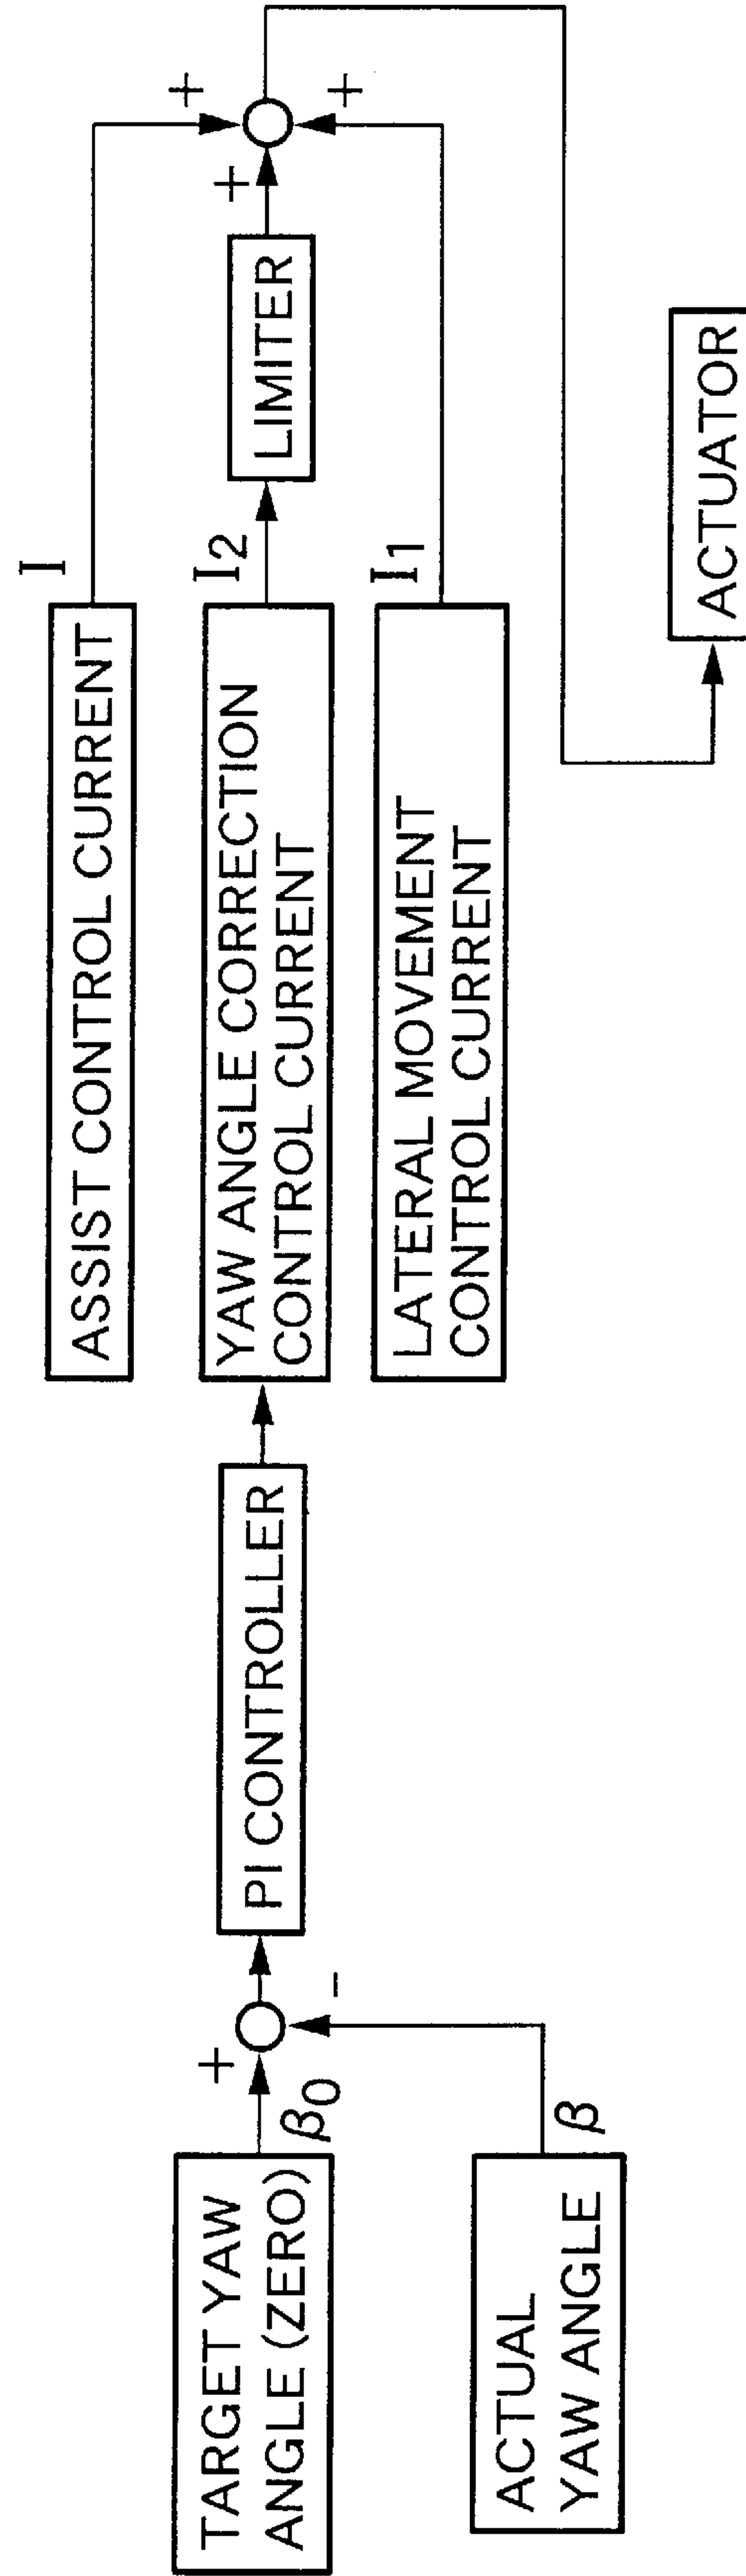 TARGET YAW
ANGLE (ZERO)
β0
+
-
ACTUAL
YAW ANGLE
β
PI CONTROLLER
ASSIST CONTROL CURRENT
I
YAW ANGLE CORRECTION
CONTROL CURRENT
I2
LATERAL MOVEMENT
CONTROL CURRENT
I1
LIMITER
+
+
+
ACTUATOR